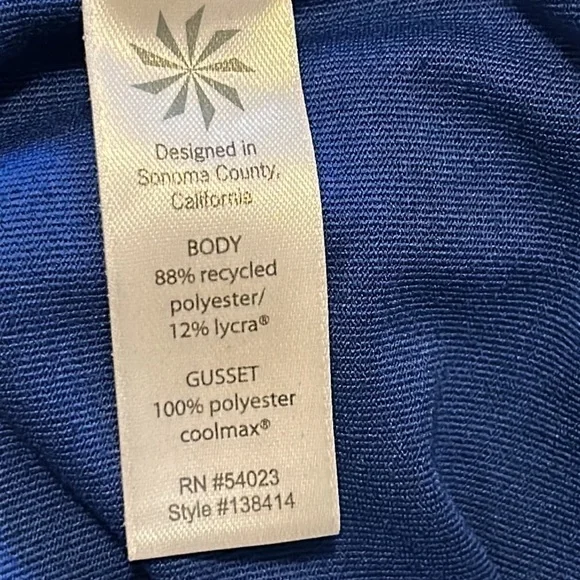 Designed in
Sonoma County,
California
BODY
88% recycled
polyester/
12% lycra®
GUSSET
100% polyester
coolmax®
RN #54023
Style #138414